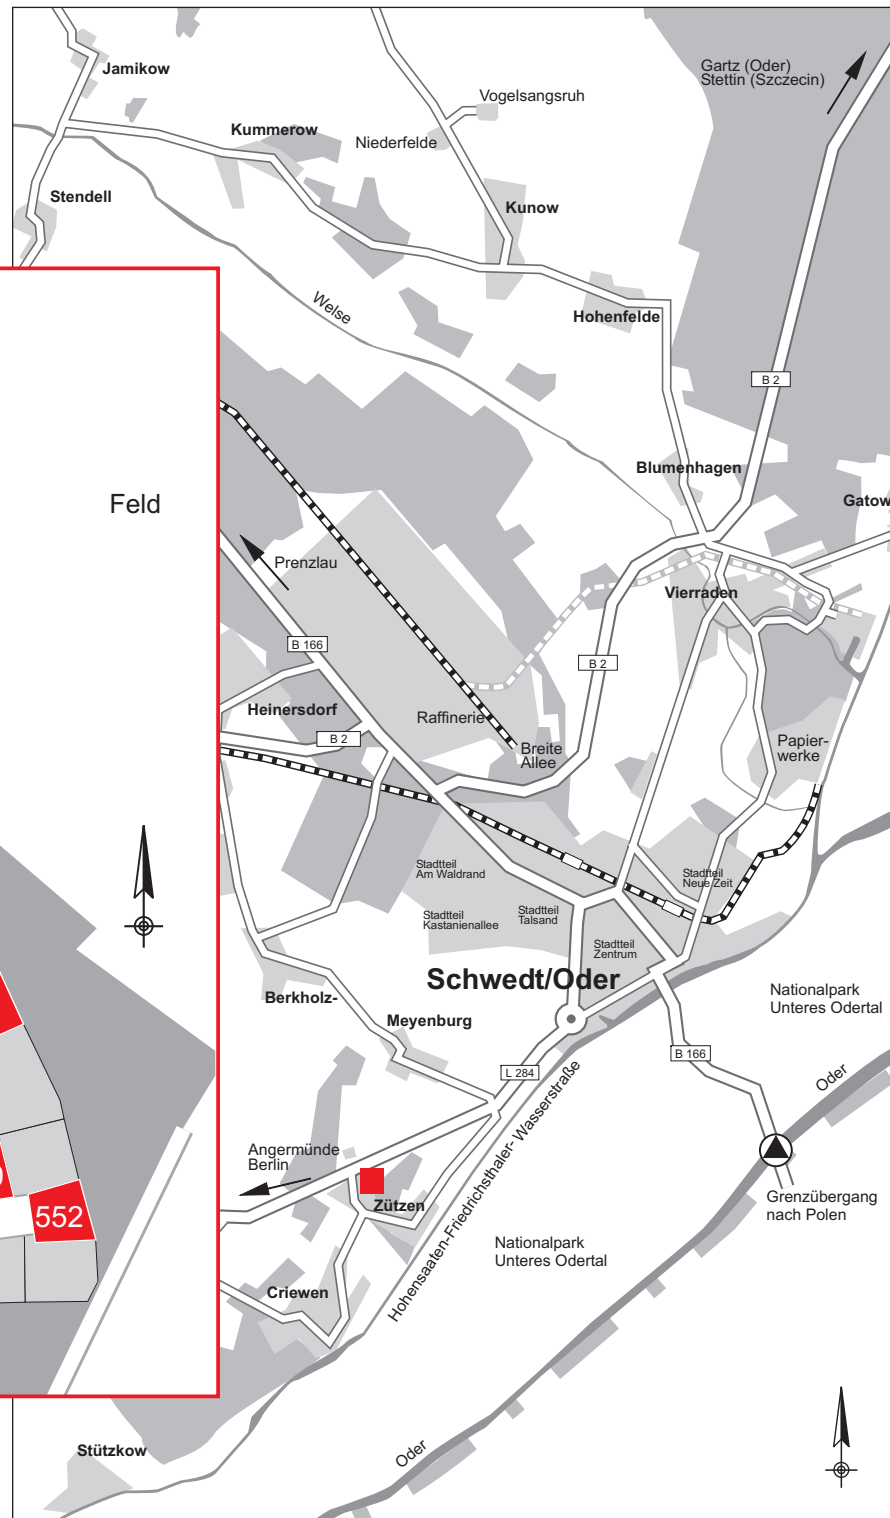 Gartz (Oder)
Stettin (Szczecin)
Jamikow
Vogelsangsruh
Kummerow
Niederfelde
Stendell
Kunow
Welse
Hohenfelde
B 2
Blumenhagen
Feld
Gatow
Prenzlau
Vierraden
B 166
B 2
Heinersdorf
Raffinerie
B 2
Breite
Allee
Papier-
werke
Stadtteil
Am Waldrand
Stadtteil
Neue Zeit
Stadtteil
Kastanienallee
Stadtteil
Talsand
Stadtteil
Zentrum
Schwedt/Oder
Nationalpark
Unteres Odertal
Berkholz-
Meyenburg
B 166
L 284
Oder
Hohensaaten-Friedrichsthaler- Wasserstraße
Angermünde
Berlin
Zützen
Grenzübergang
nach Polen
552
Nationalpark
Unteres Odertal
Criewen
Stützkow
Oder